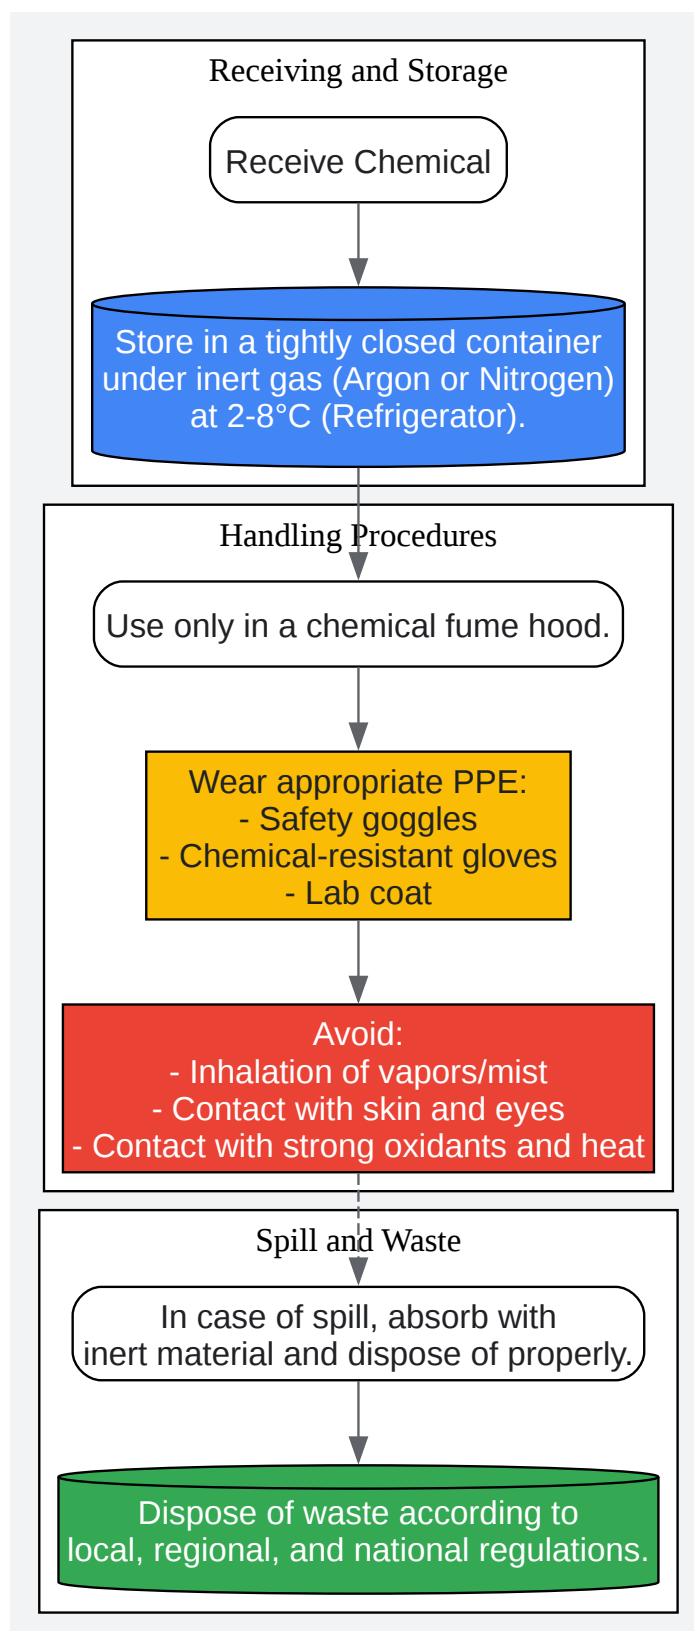 Receiving and Storage
Receive Chemical
Store in a tightly closed container
under inert gas (Argon or Nitrogen)
at 2-8°C (Refrigerator).
Handling Procedures
Use only in a chemical fume hood.
Wear appropriate PPE:
- Safety goggles
- Chemical-resistant gloves
- Lab coat
Avoid:
- Inhalation of vapors/mist
- Contact with skin and eyes
- Contact with strong oxidants and heat
Spill and Waste
In case of spill, absorb with
inert material and dispose of properly.
Dispose of waste according to
local, regional, and national regulations.